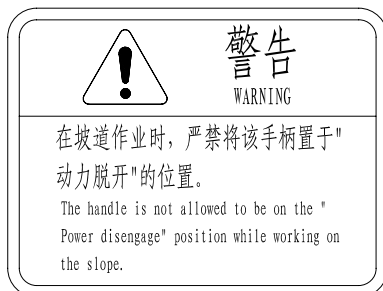 警告
WARNING
在坡道作业时，严禁将该手柄置于"
动力脱开"的位置。
The handle is not allowed to be on the "
Power disengage" position while working on
the slope.